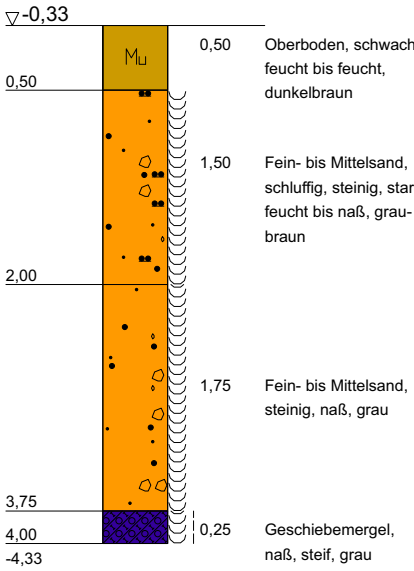 ▽-0,33
0,50 Oberboden, schwach
feucht bis feucht,
dunkelbraun
Mu
0,50
1,50 Fein- bis Mittelsand,
schluffig, steinig, star
feucht bis naß, grau-
braun
2,00
1,75 Fein- bis Mittelsand,
steinig, naß, grau
3,75
0,25 Geschiebemergel,
naß, steif, grau
4,00
-4,33